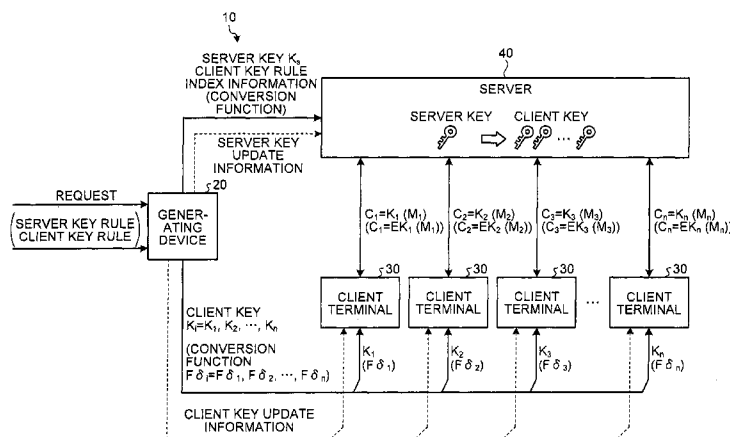 10
SERVER KEY Ks
CLIENT KEY RULE
INDEX INFORMATION
(CONVERSION
FUNCTION)
40
SERVER
SERVER KEY
CLIENT KEY
...
SERVER KEY
UPDATE
INFORMATION
20
REQUEST
(SERVER KEY RULE
CLIENT KEY RULE)
GENER-
ATING
DEVICE
C1=K1 (M1)
(C1=EK1 (M1))
C2=K2 (M2)
(C2=EK2 (M2))
C3=K3 (M3)
(C3=EK3 (M3))
Cn=Kn (Mn)
(Cn=EKn (Mn))
30
CLIENT
TERMINAL
30
CLIENT
TERMINAL
30
CLIENT
TERMINAL
...
30
CLIENT
TERMINAL
CLIENT KEY
Ki=K1, K2, ..., Kn
(CONVERSION
FUNCTION
Fδi=Fδ1, Fδ2, ..., Fδn)
K1
(Fδ1)
K2
(Fδ2)
K3
(Fδ3)
Kn
(Fδn)
CLIENT KEY UPDATE
INFORMATION